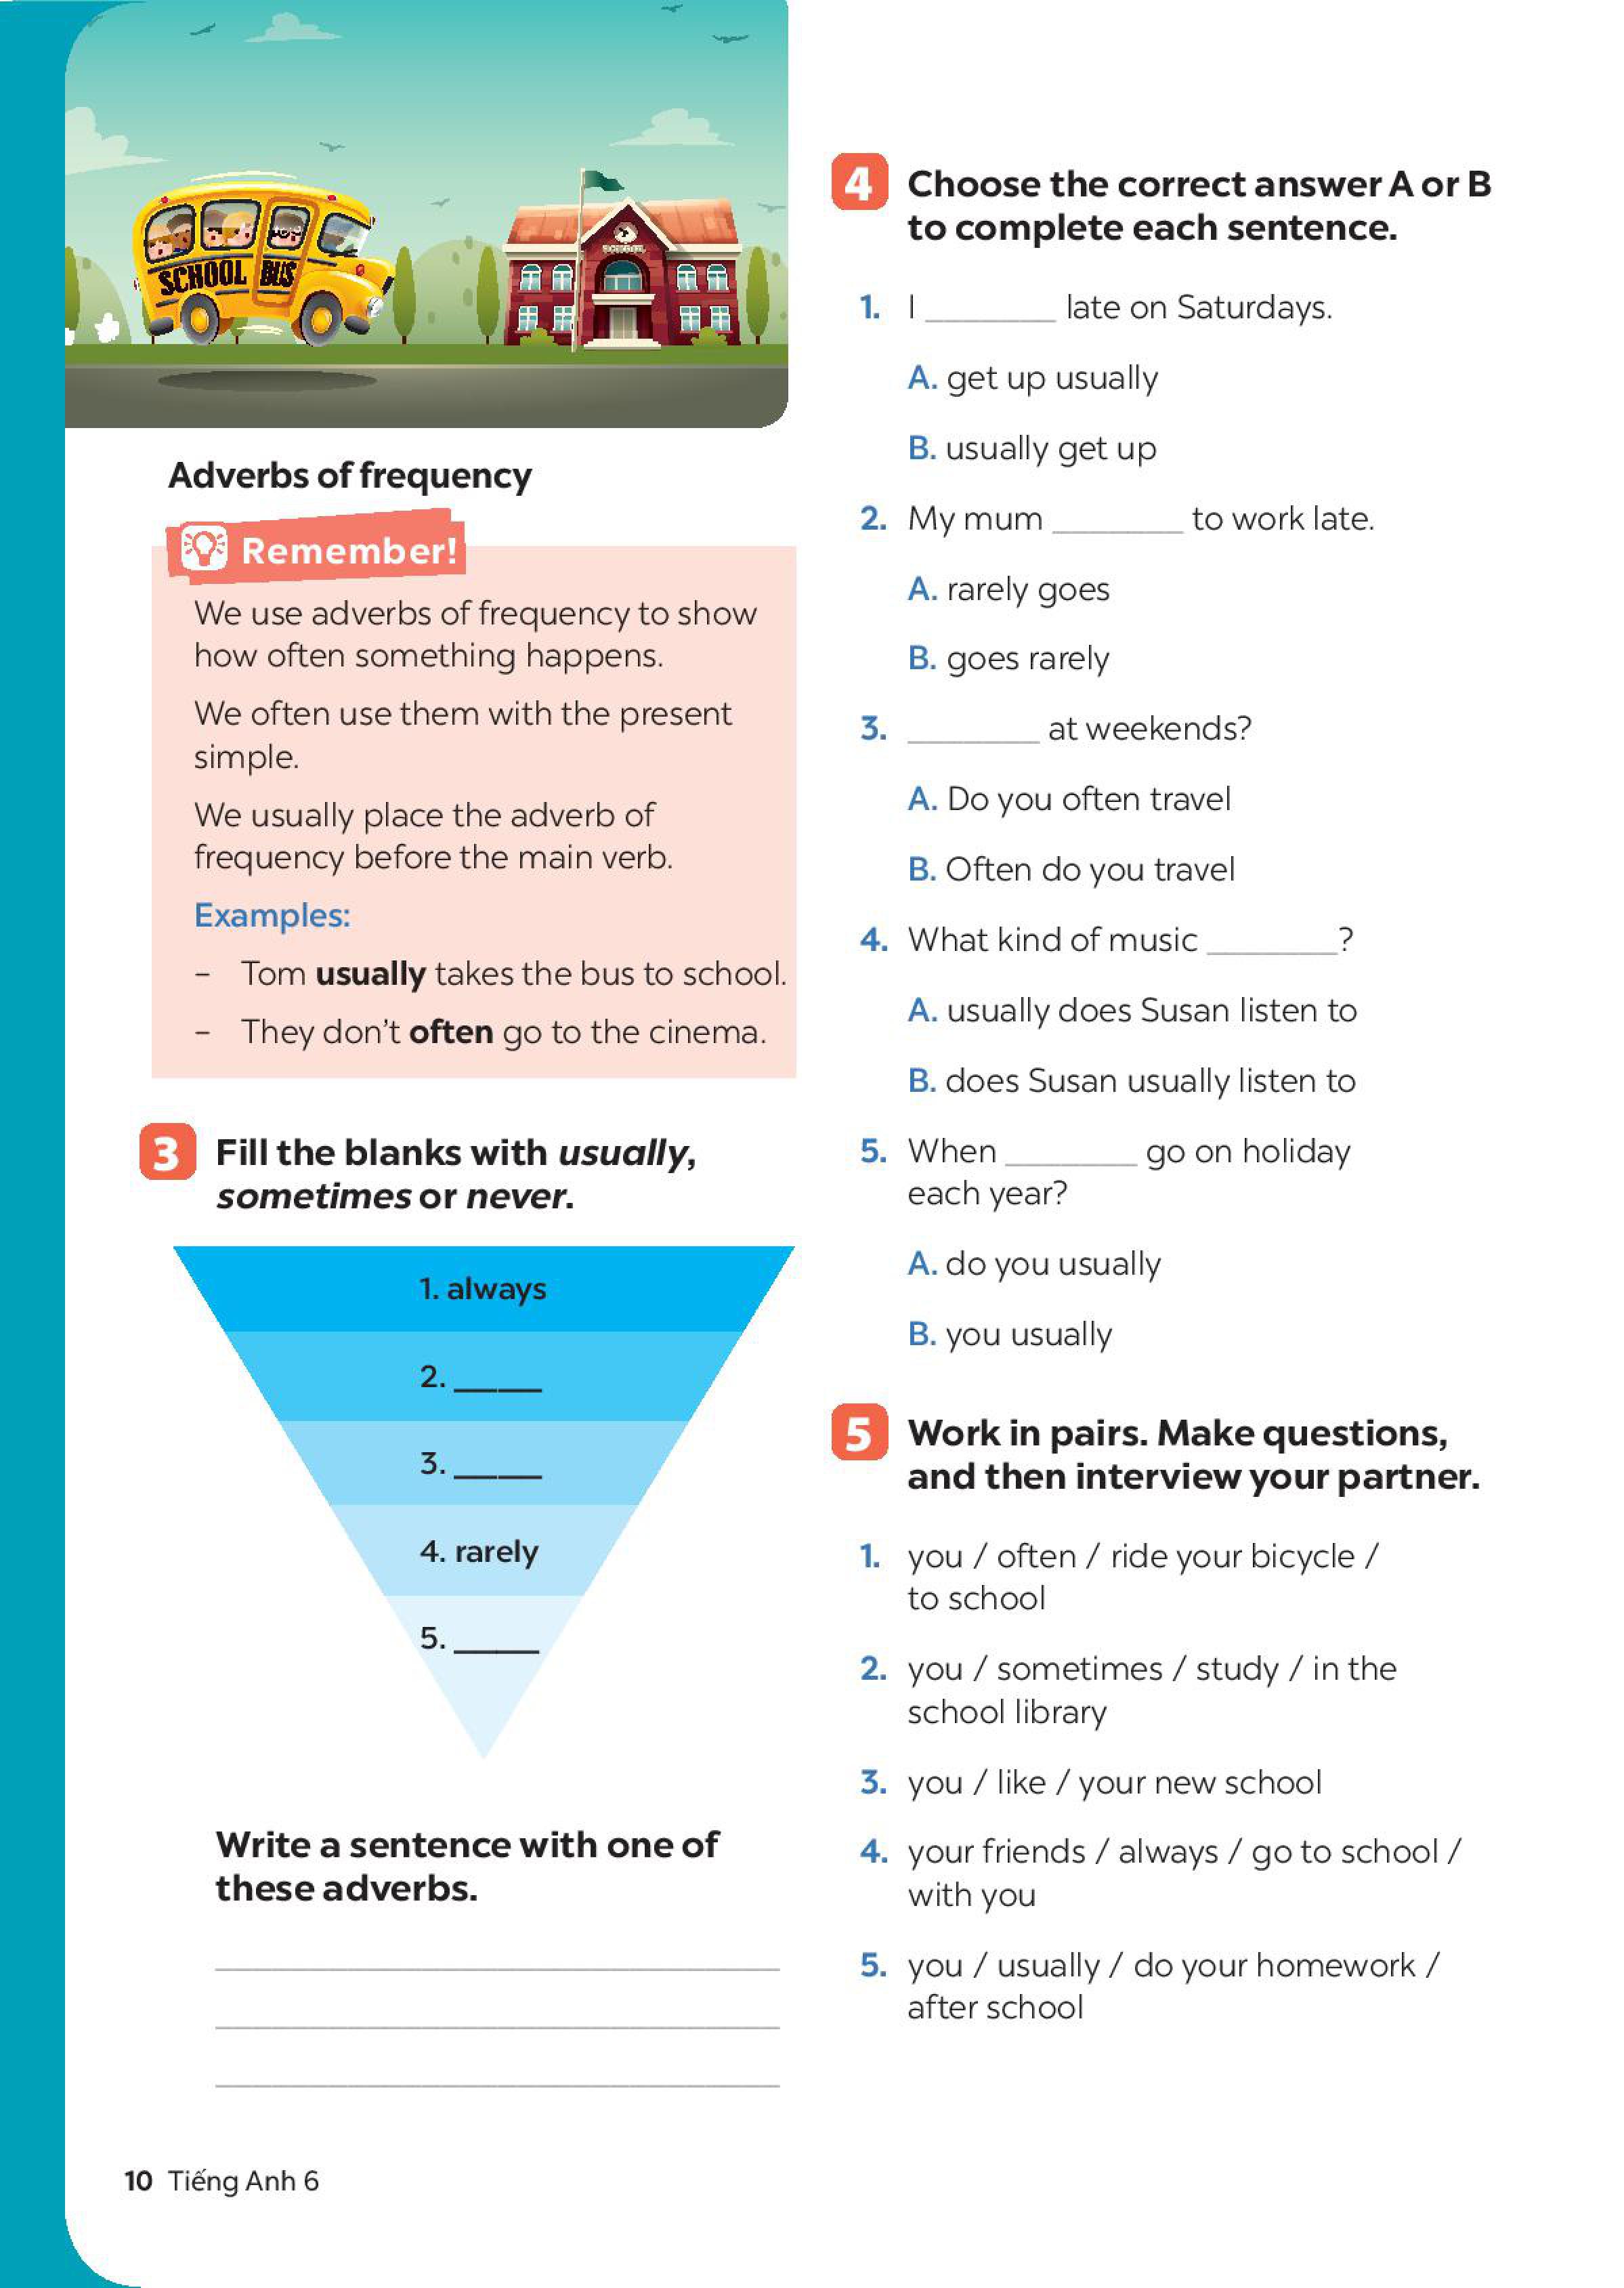 SCHOOL BUS
Adverbs of frequency
Remember!
We use adverbs of frequency to show
how often something happens.
We often use them with the present
simple.
We usually place the adverb of
frequency before the main verb.
Examples:
– Tom usually takes the bus to school.
– They don't often go to the cinema.
3 Fill the blanks with usually,
sometimes or never.
1. always
2. _____
3. _____
4. rarely
5. _____
Write a sentence with one of
these adverbs.
4 Choose the correct answer A or B
to complete each sentence.
1. I ________ late on Saturdays.
A. get up usually
B. usually get up
2. My mum ________ to work late.
A. rarely goes
B. goes rarely
3. ________ at weekends?
A. Do you often travel
B. Often do you travel
4. What kind of music ________?
A. usually does Susan listen to
B. does Susan usually listen to
5. When ________ go on holiday
each year?
A. do you usually
B. you usually
5 Work in pairs. Make questions,
and then interview your partner.
1. you / often / ride your bicycle /
to school
2. you / sometimes / study / in the
school library
3. you / like / your new school
4. your friends / always / go to school /
with you
5. you / usually / do your homework /
after school
10 Tiếng Anh 6